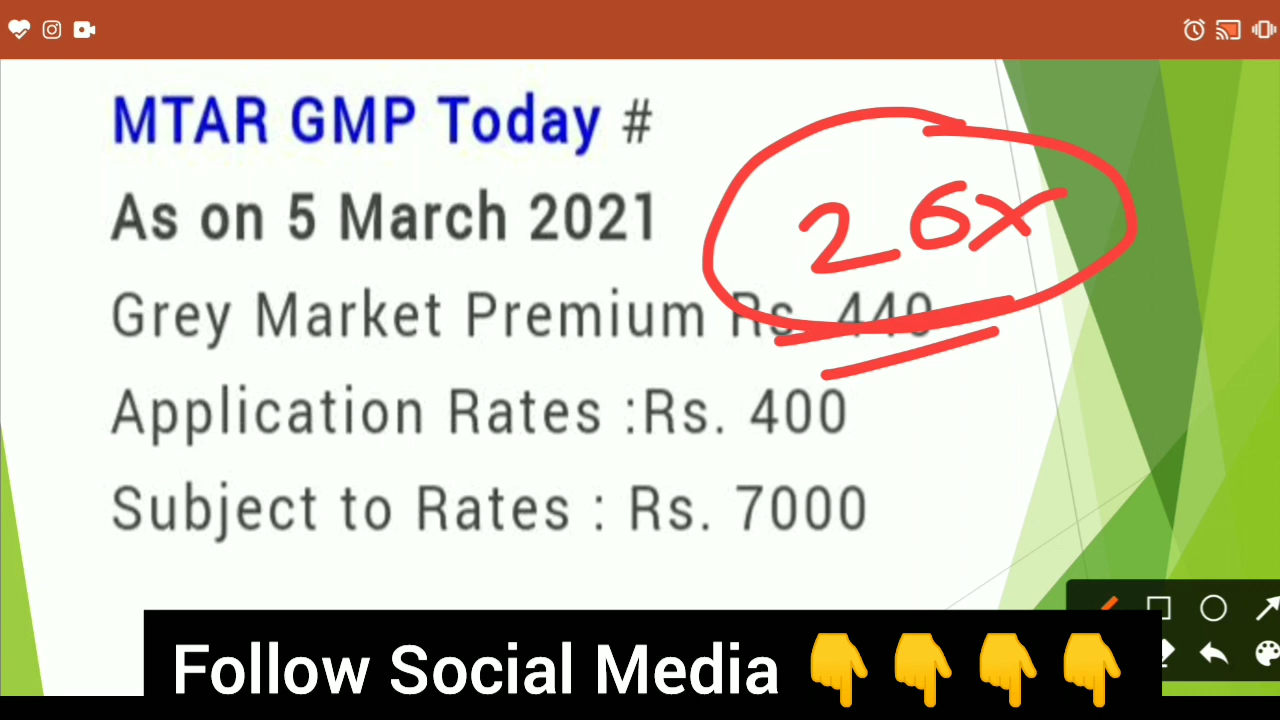 MTAR GMP Today #
As on 5 March 2021
26x
Grey Market Premium Rs. 440
Application Rates :Rs. 400
Subject to Rates : Rs. 7000
Follow Social Media 👇👇👇👇